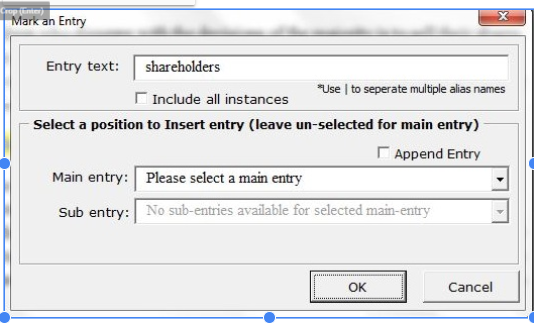 Crop (Enter)
Mark an Entry
Entry text: shareholders
Include all instances
*Use | to seperate multiple alias names
Select a position to Insert entry (leave un-selected for main entry)
Append Entry
Main entry: Please select a main entry
Sub entry: No sub-entries available for selected main-entry
OK Cancel